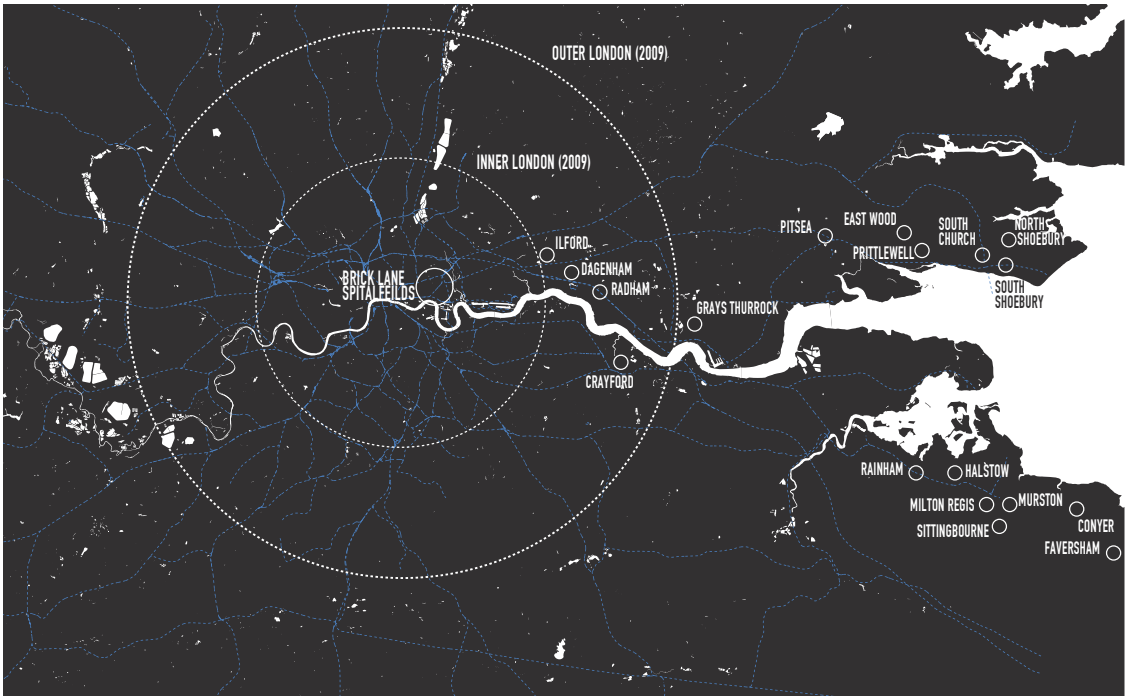 OUTER LONDON (2009)
INNER LONDON (2009)
PITSEA
EAST WOOD
SOUTH
CHURCH
NORTH
SHOEBURY
PRITTLEWELL
ILFORD
DAGENHAM
RADHAM
BRICK LANE
SPITALFEILDS
SOUTH
SHOEBURY
GRAYS THURROCK
CRAYFORD
RAINHAM
HALSTOW
MILTON REGIS
MURSTON
SITTINGBOURNE
CONYER
FAVERSHAM